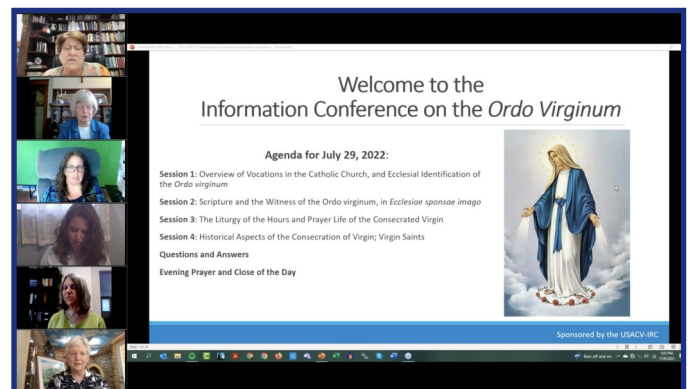 Welcome to the
Information Conference on the Ordo Virginum
Agenda for July 29, 2022:
Session 1: Overview of Vocations in the Catholic Church, and Ecclesial Identification of
the Ordo virginum
Session 2: Scripture and the Witness of the Ordo virginum, in Ecclesiae sponsae imago
Session 3: The Liturgy of the Hours and Prayer Life of the Consecrated Virgin
Session 4: Historical Aspects of the Consecration of Virgin; Virgin Saints
Questions and Answers
Evening Prayer and Close of the Day
Sponsored by the USACV-IRC
Rain off and on